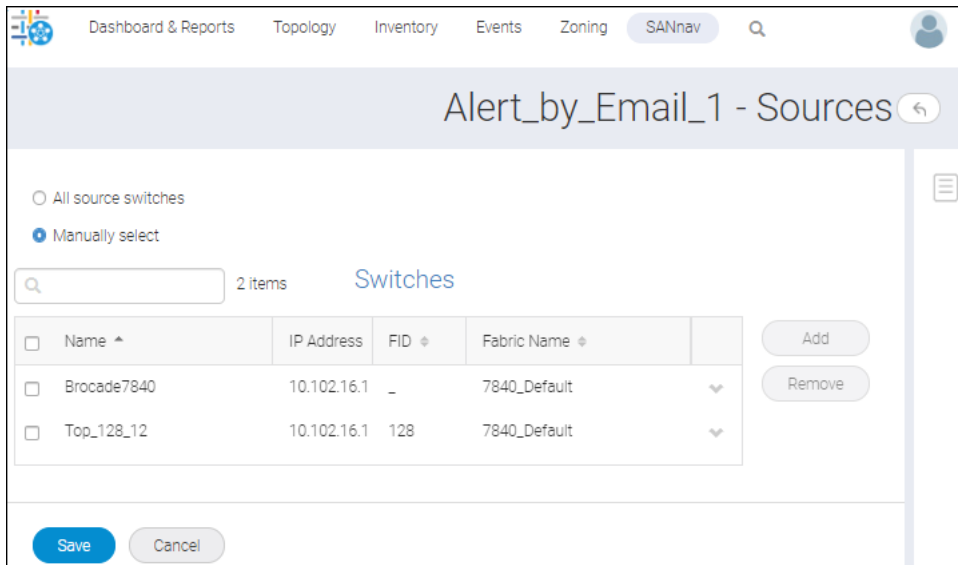 Dashboard & Reports Topology Inventory Events Zoning SANnav
Alert_by_Email_1 - Sources
All source switches
Manually select
2 items Switches
Name IP Address FID Fabric Name
Add
Brocade7840 10.102.16.1 _ 7840_Default
Remove
Top_128_12 10.102.16.1 128 7840_Default
Save Cancel